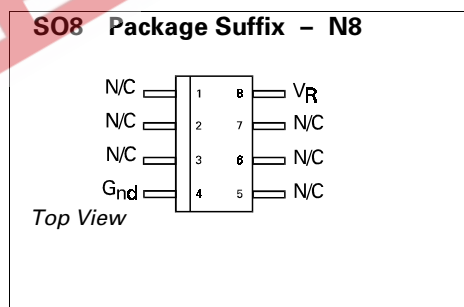 SO8 Package Suffix – N8
N/C 1 8 VR
N/C 2 7 N/C
N/C 3 6 N/C
Gnd 4 5 N/C
Top View